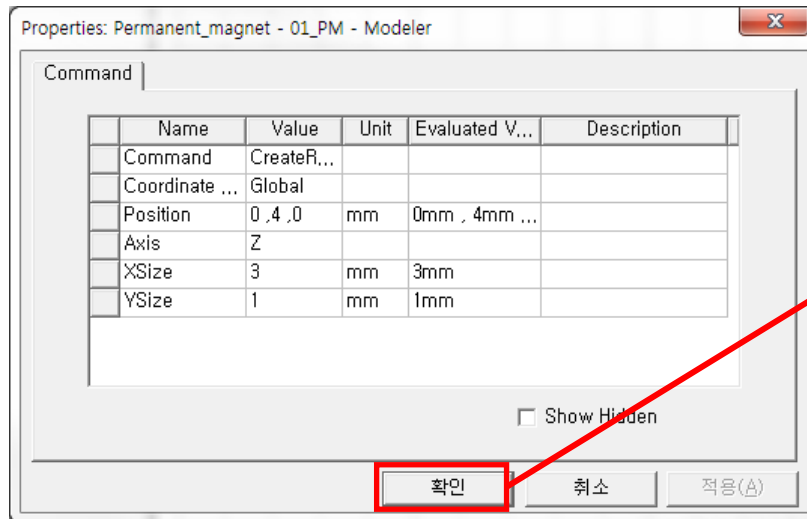 Properties: Permanent_magnet - 01_PM - Modeler
x
Command
Name Value Unit Evaluated V... Description
Command CreateR...
Coordinate ... Global
Position 0 ,4 ,0 mm 0mm , 4mm ...
Axis Z
XSize 3 mm 3mm
YSize 1 mm 1mm
Show Hidden
확인 취소 적용(A)